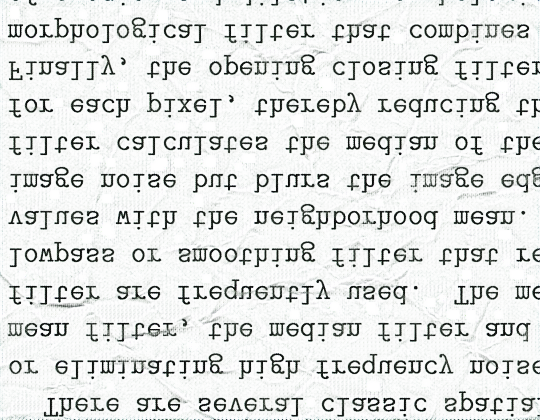 There are several classic spatial
or eliminating high frequency noise
mean filter, the median filter and
filter are frequently used. The me
lowpass or smoothing filter that re
values with the neighborhood mean.
image noise but blurs the image edg
filter calculates the median of the
for each pixel, thereby reducing th
Finally, the opening closing filter
morphological filter that combines